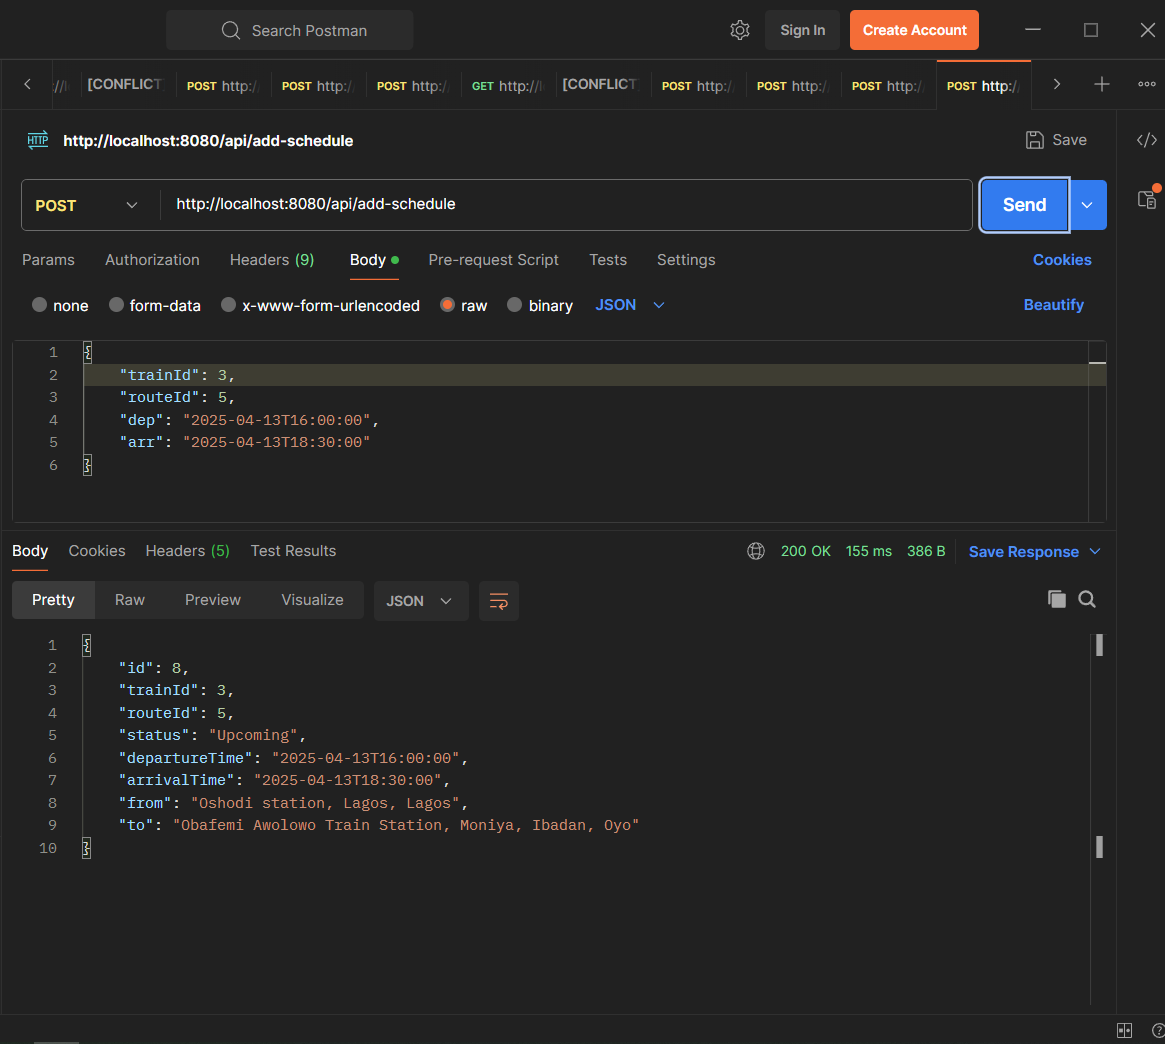 Search Postman
Sign In
Create Account
[CONFLICT
POST http:/
POST http:/
POST http:/
GET http://
[CONFLICT
POST http:/
POST http:/
POST http:/
POST http:/
HTTP http://localhost:8080/api/add-schedule
Save
POST http://localhost:8080/api/add-schedule
Send
Params Authorization Headers (9) Body Pre-request Script Tests Settings Cookies
none form-data x-www-form-urlencoded raw binary JSON Beautify
1 {
2 "trainId": 3,
3 "routeId": 5,
4 "dep": "2025-04-13T16:00:00",
5 "arr": "2025-04-13T18:30:00"
6 }
Body Cookies Headers (5) Test Results 200 OK 155 ms 386 B Save Response
Pretty Raw Preview Visualize JSON
1 {
2 "id": 8,
3 "trainId": 3,
4 "routeId": 5,
5 "status": "Upcoming",
6 "departureTime": "2025-04-13T16:00:00",
7 "arrivalTime": "2025-04-13T18:30:00",
8 "from": "Oshodi station, Lagos, Lagos",
9 "to": "Obafemi Awolowo Train Station, Moniya, Ibadan, Oyo"
10 }